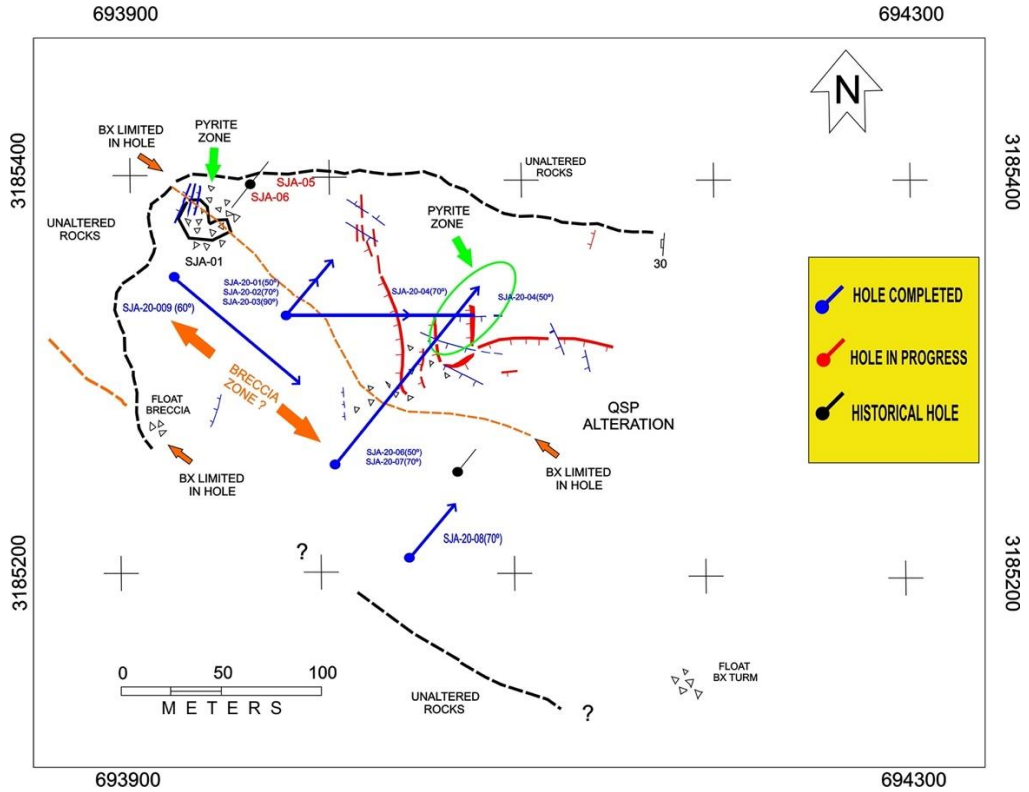 693900
694300
N
PYRITE
ZONE
BX LIMITED
IN HOLE
UNALTERED
ROCKS
3185400
3185400
SJA-05
SJA-06
UNALTERED
ROCKS
PYRITE
ZONE
SJA-01
30
SJA-20-009 (60º)
SJA-20-01(50º)
SJA-20-02(70º)
SJA-20-03(90º)
SJA-20-04(70º)
SJA-20-04(50º)
HOLE COMPLETED
HOLE IN PROGRESS
HISTORICAL HOLE
BRECCIA
ZONE ?
FLOAT
BRECCIA
QSP
ALTERATION
SJA-20-06(50º)
SJA-20-07(70º)
BX LIMITED
IN HOLE
BX LIMITED
IN HOLE
SJA-20-08(70º)
?
3185200
3185200
0 50 100
METERS
UNALTERED
ROCKS
?
FLOAT
BX TURM
693900
694300